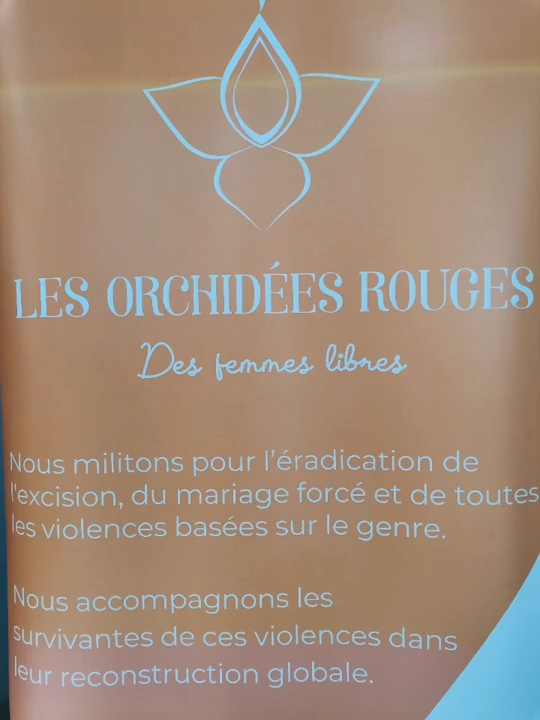 LES ORCHIDÉES ROUGES
Des femmes libres
Nous militons pour l'éradication de
l'excision, du mariage forcé et de toutes
les violences basées sur le genre.
Nous accompagnons les
survivantes de ces violences dans
leur reconstruction globale.